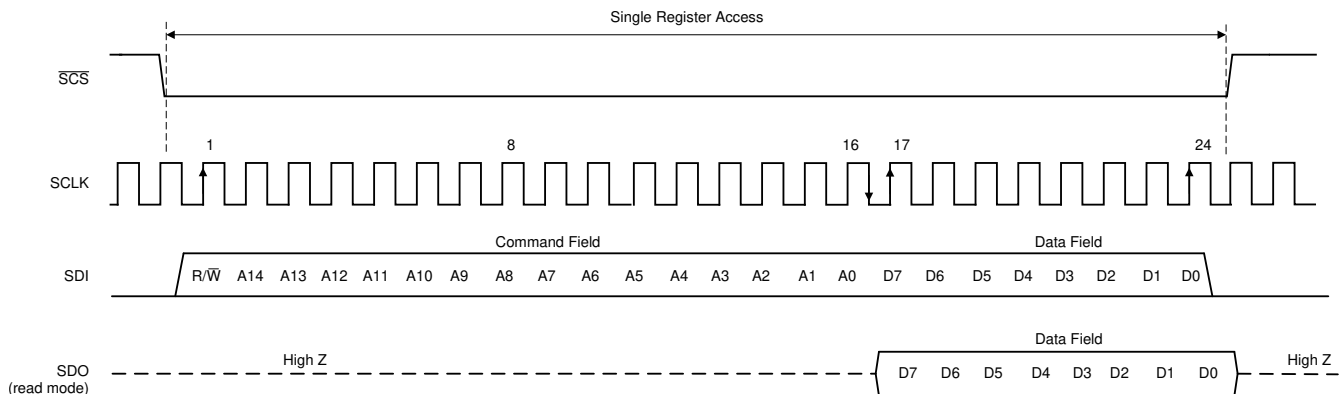 Single Register Access
SCS
1 8 16 17 24
SCLK
Command Field Data Field
SDI R/W A14 A13 A12 A11 A10 A9 A8 A7 A6 A5 A4 A3 A2 A1 A0 D7 D6 D5 D4 D3 D2 D1 D0
Data Field
SDO High Z D7 D6 D5 D4 D3 D2 D1 D0 High Z
(read mode)